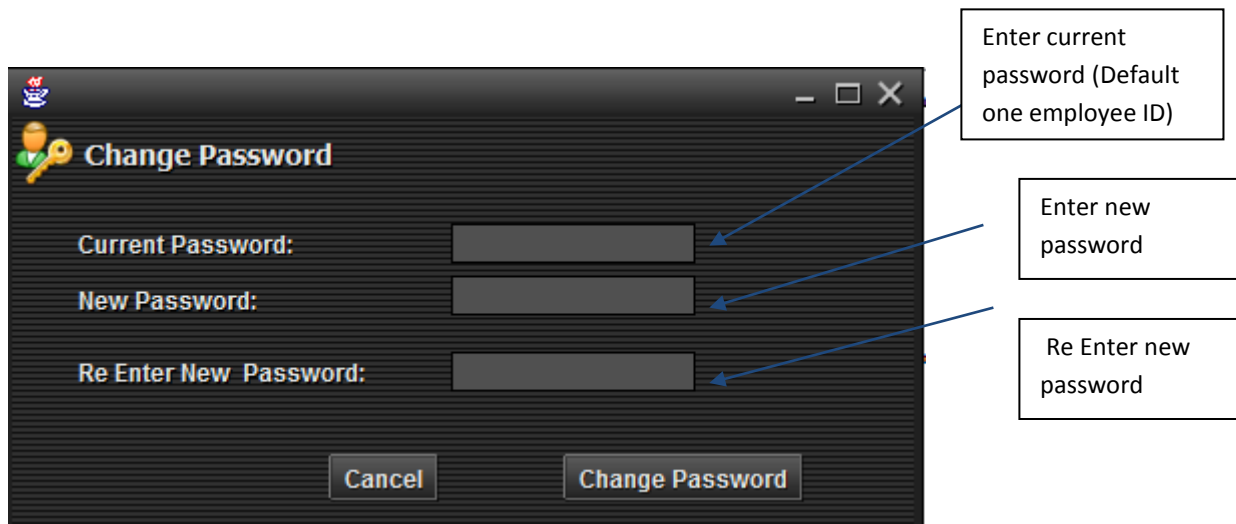 Enter current
password (Default
one employee ID)
Change Password
Current Password:
Enter new
password
New Password:
Re Enter New  Password:
Re Enter new
password
Cancel
Change Password